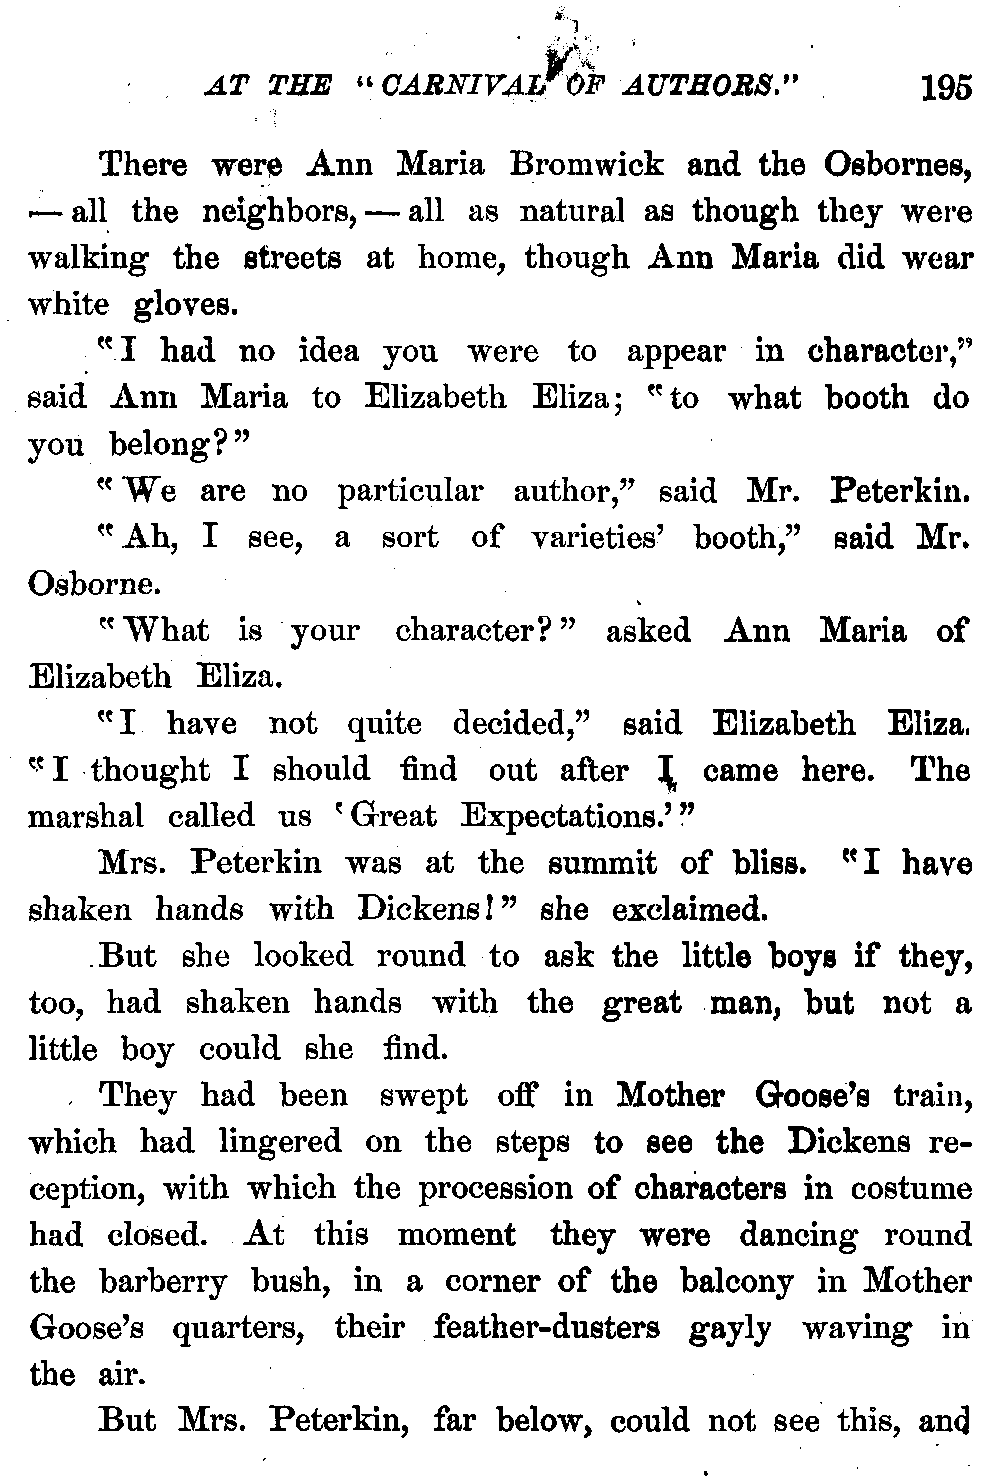 AT THE "CARNIVAL OF AUTHORS." 195
There were Ann Maria Bromwick and the Osbornes,
— all the neighbors, — all as natural as though they were
walking the streets at home, though Ann Maria did wear
white gloves.
"I had no idea you were to appear in character,"
said Ann Maria to Elizabeth Eliza; "to what booth do
you belong?"
"We are no particular author," said Mr. Peterkin.
"Ah, I see, a sort of varieties' booth," said Mr.
Osborne.
"What is your character?" asked Ann Maria of
Elizabeth Eliza.
"I have not quite decided," said Elizabeth Eliza.
"I thought I should find out after I came here. The
marshal called us 'Great Expectations.'"
Mrs. Peterkin was at the summit of bliss. "I have
shaken hands with Dickens!" she exclaimed.
But she looked round to ask the little boys if they,
too, had shaken hands with the great man, but not a
little boy could she find.
They had been swept off in Mother Goose's train,
which had lingered on the steps to see the Dickens re-
ception, with which the procession of characters in costume
had closed. At this moment they were dancing round
the barberry bush, in a corner of the balcony in Mother
Goose's quarters, their feather-dusters gayly waving in
the air.
But Mrs. Peterkin, far below, could not see this, and